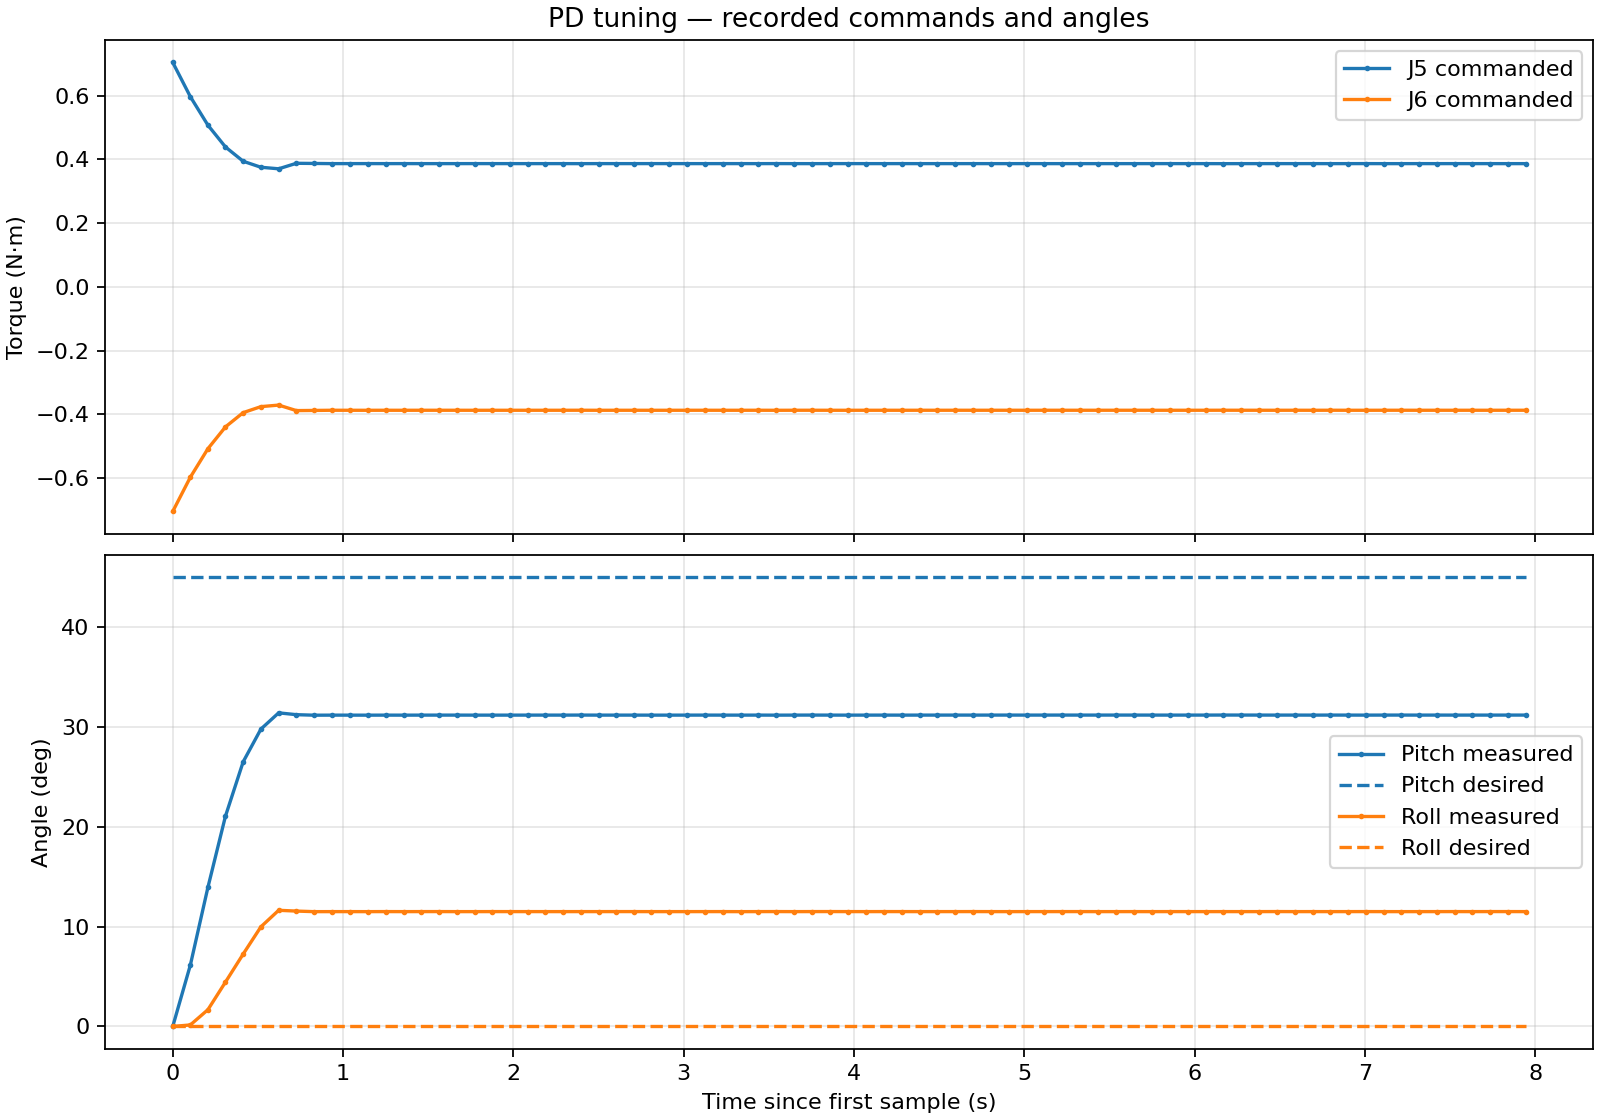 PD tuning — recorded commands and angles
J5 commanded
J6 commanded
Torque (N·m)
0.6
0.4
0.2
0.0
−0.2
−0.4
−0.6
Pitch measured
Pitch desired
Roll measured
Roll desired
Angle (deg)
40
30
20
10
0
0 1 2 3 4 5 6 7 8
Time since first sample (s)